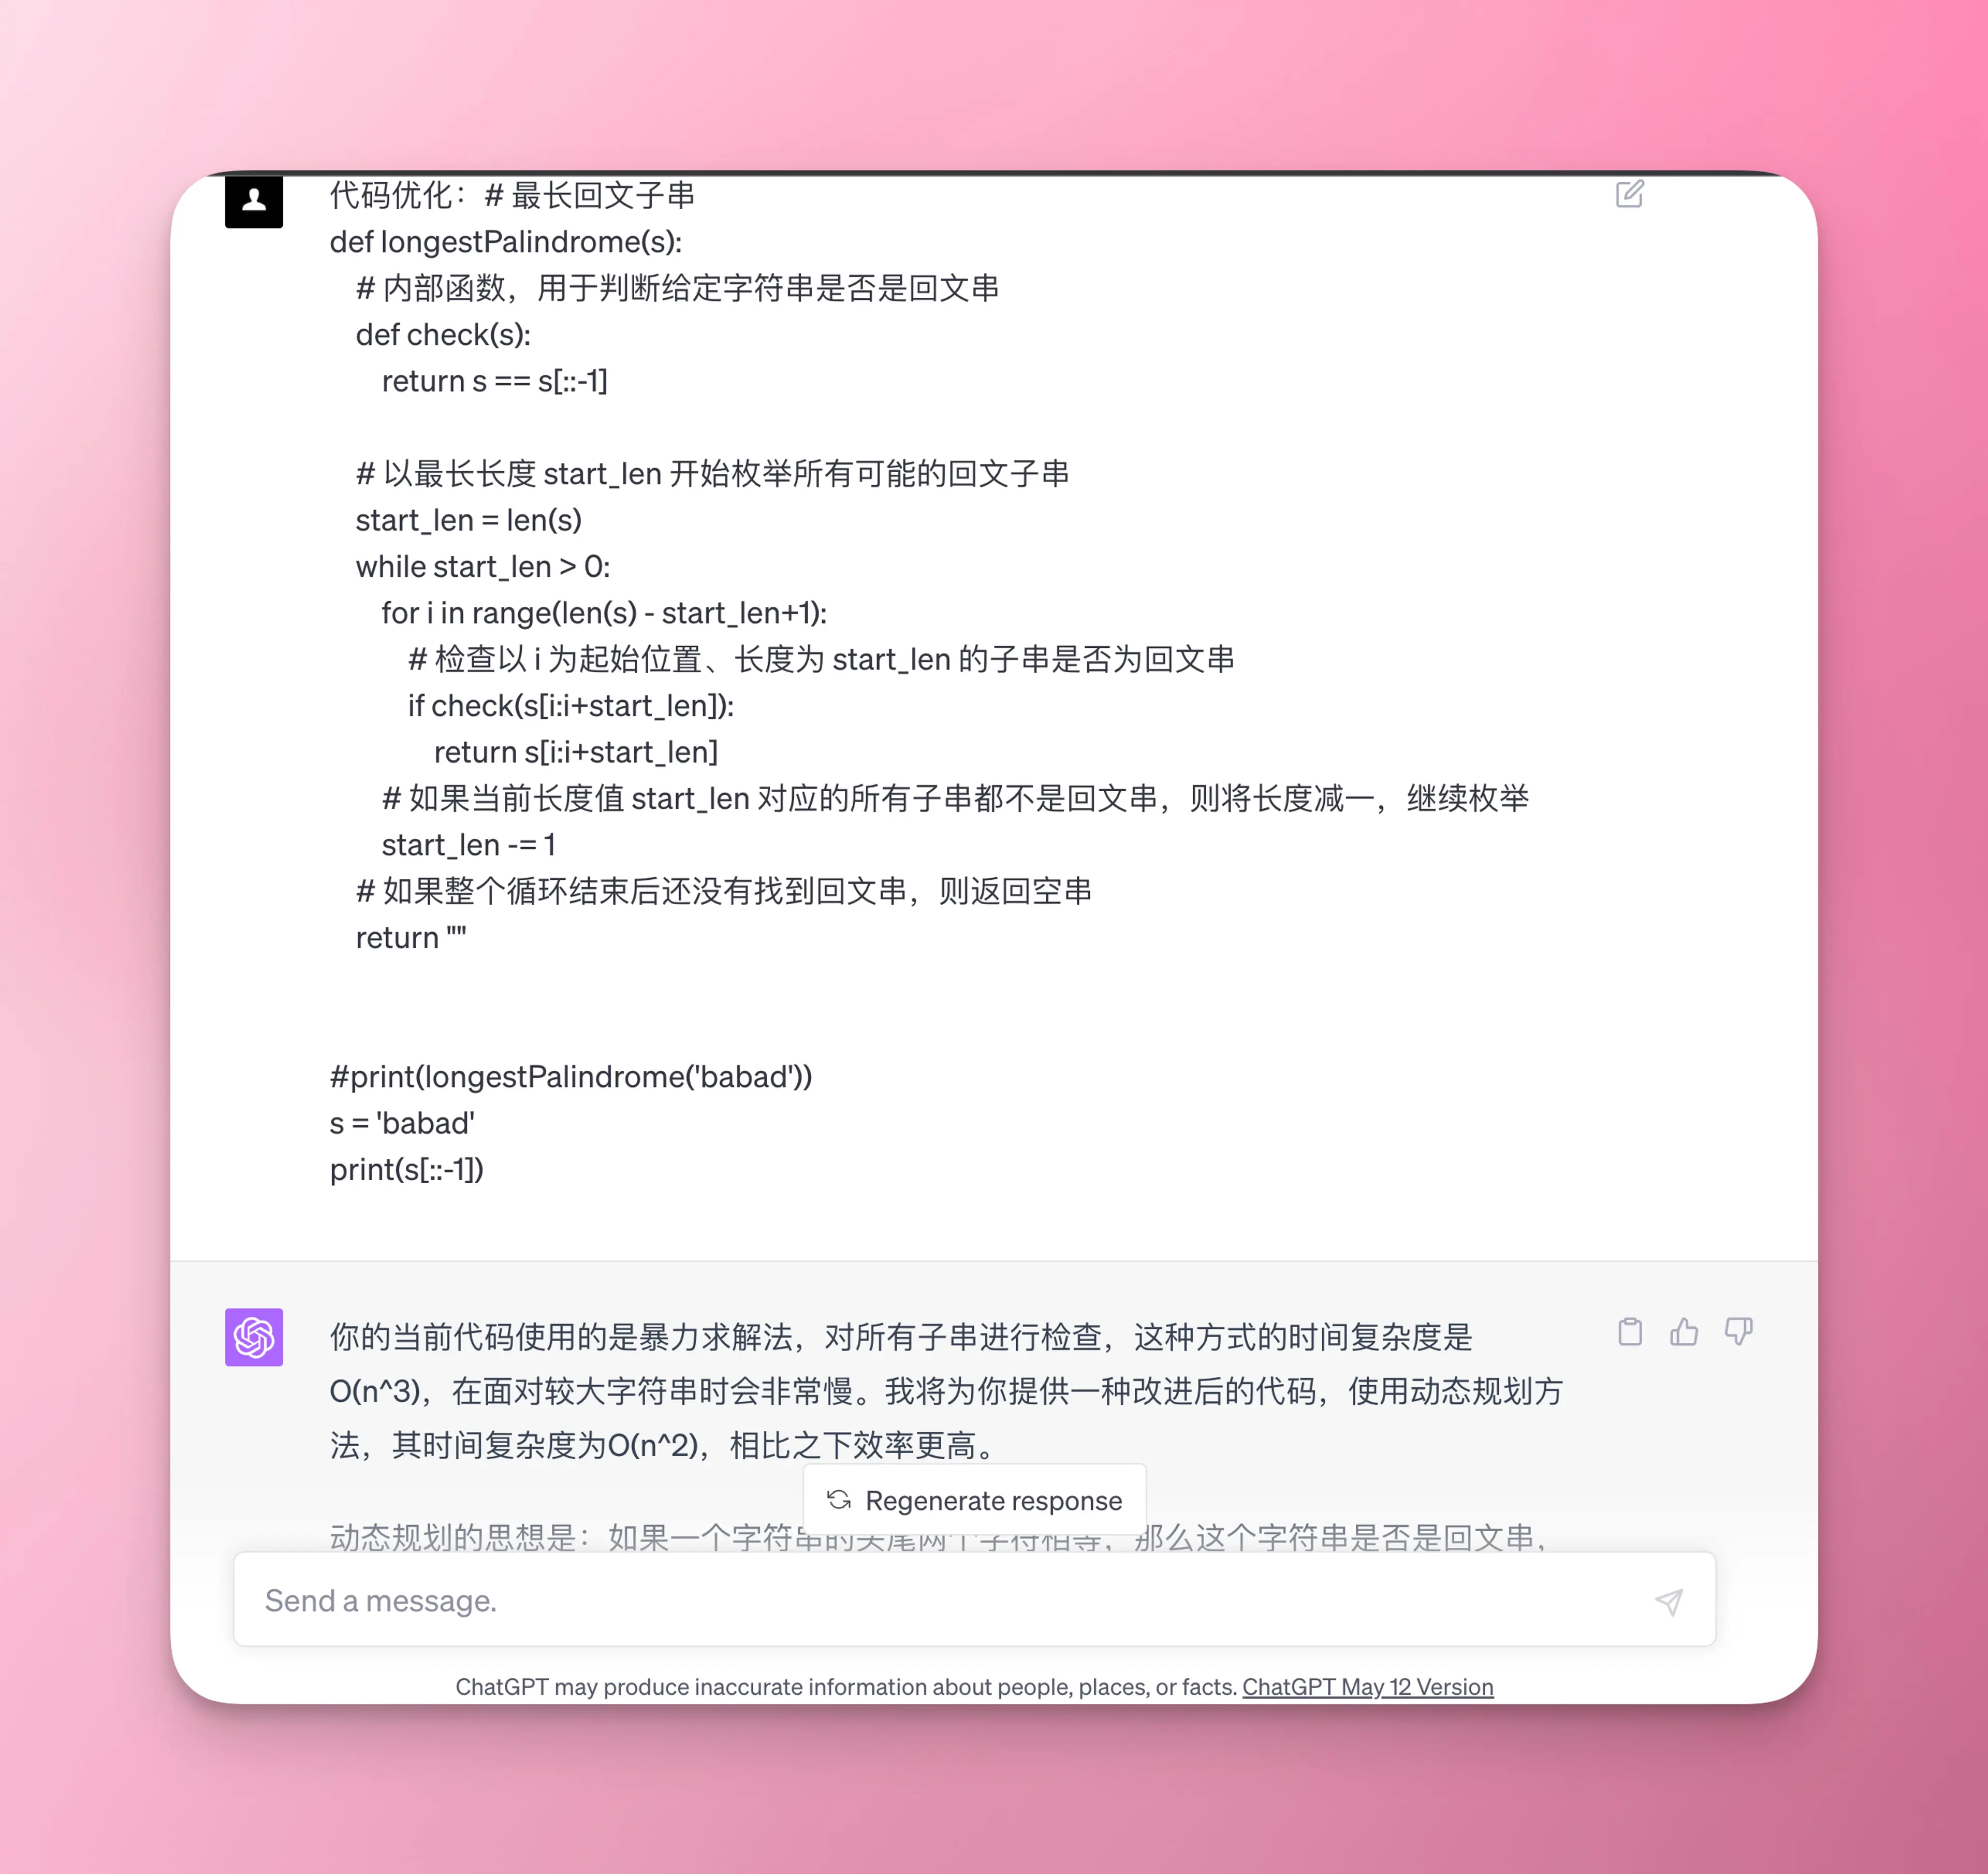 代码优化：# 最长回文子串
def longestPalindrome(s):
    # 内部函数，用于判断给定字符串是否是回文串
    def check(s):
        return s == s[::-1]
    # 以最长长度 start_len 开始枚举所有可能的回文子串
    start_len = len(s)
    while start_len > 0:
        for i in range(len(s) - start_len+1):
            # 检查以 i 为起始位置、长度为 start_len 的子串是否为回文串
            if check(s[i:i+start_len]):
                return s[i:i+start_len]
        # 如果当前长度值 start_len 对应的所有子串都不是回文串，则将长度减一，继续枚举
        start_len -= 1
    # 如果整个循环结束后还没有找到回文串，则返回空串
    return ""
#print(longestPalindrome('babad'))
s = 'babad'
print(s[::-1])
你的当前代码使用的是暴力求解法，对所有子串进行检查，这种方式的时间复杂度是
O(n^3)，在面对较大字符串时会非常慢。我将为你提供一种改进后的代码，使用动态规划方
法，其时间复杂度为O(n^2)，相比之下效率更高。
Regenerate response
动态规划的思想是：如果一个字符串的头尾两个字符相等，那么这个字符串是否是回文串，
Send a message.
ChatGPT may produce inaccurate information about people, places, or facts. ChatGPT May 12 Version